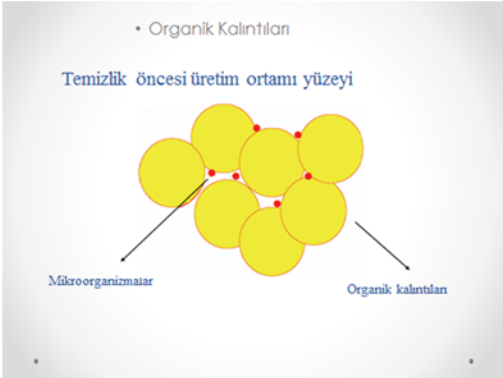 • Organik Kalıntıları
Temizlik öncesi üretim ortamı yüzeyi
Mikroorganizmalar
Organik kalıntıları